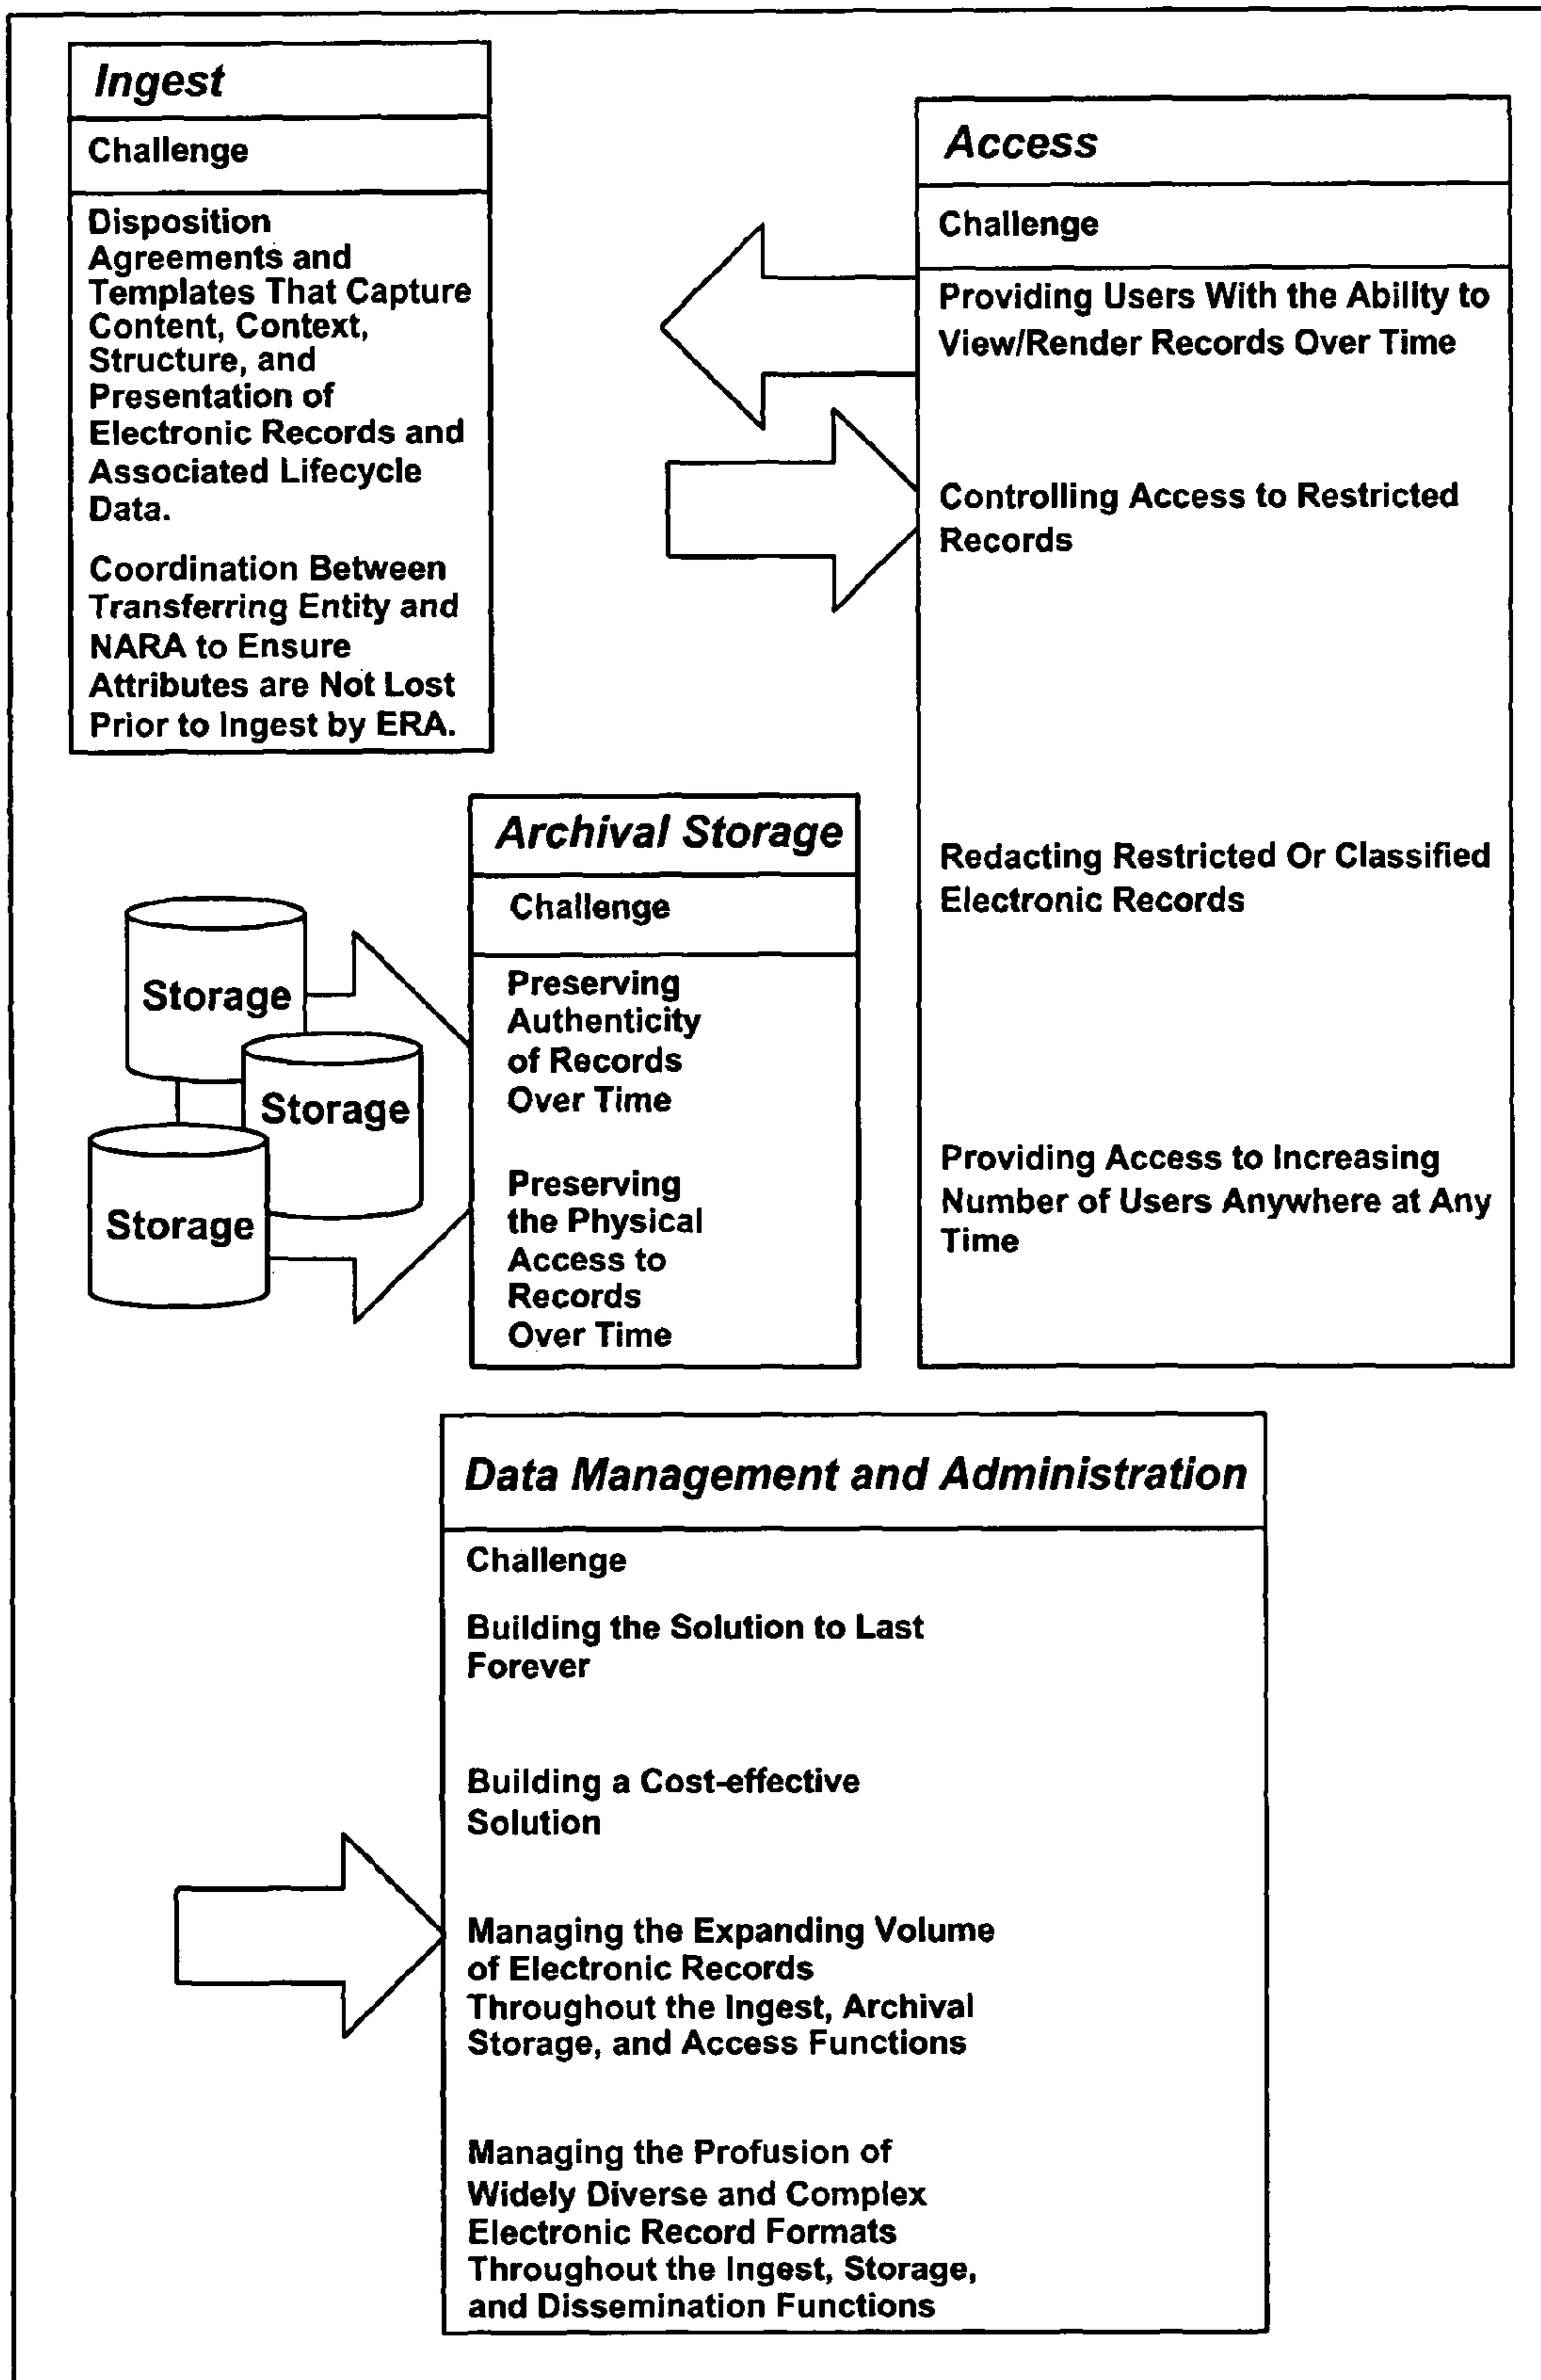 Ingest
Challenge
Disposition
Agreements and
Templates That Capture
Content, Context,
Structure, and
Presentation of
Electronic Records and
Associated Lifecycle
Data.
Coordination Between
Transferring Entity and
NARA to Ensure
Attributes are Not Lost
Prior to Ingest by ERA.
Access
Challenge
Providing Users With the Ability to
View/Render Records Over Time
Controlling Access to Restricted
Records
Redacting Restricted Or Classified
Electronic Records
Providing Access to Increasing
Number of Users Anywhere at Any
Time
Storage
Storage
Storage
Archival Storage
Challenge
Preserving
Authenticity
of Records
Over Time
Preserving
the Physical
Access to
Records
Over Time
Data Management and Administration
Challenge
Building the Solution to Last
Forever
Building a Cost-effective
Solution
Managing the Expanding Volume
of Electronic Records
Throughout the Ingest, Archival
Storage, and Access Functions
Managing the Profusion of
Widely Diverse and Complex
Electronic Record Formats
Throughout the Ingest, Storage,
and Dissemination Functions